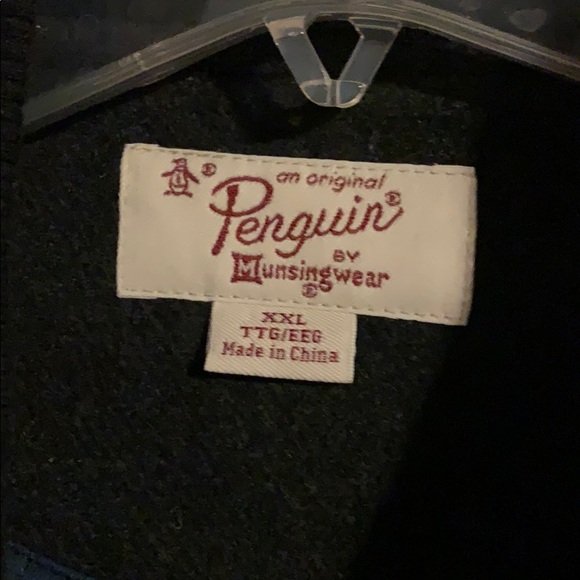 ® an original
Penguin®
BY
Munsingwear
®
XXL
TTG/EEG
Made in China